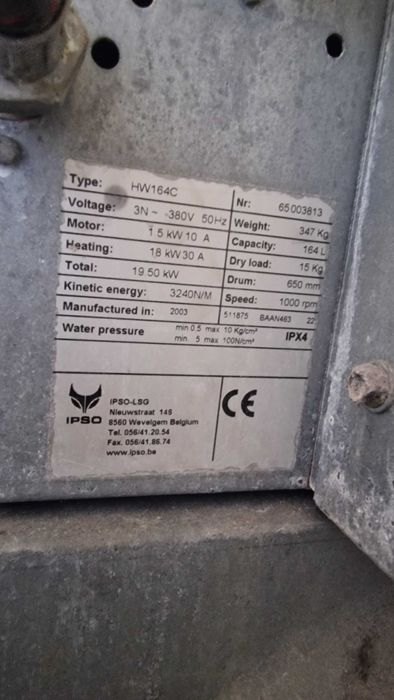 Type: HW164C Nr: 65003813
Voltage: 3N ~ -380V 50Hz Weight: 347 Kg
Motor: 1.5 kW 10 A Capacity: 164 L
Heating: 18 kW 30 A Dry load: 15 Kg
Total: 19.50 kW Drum: 650 mm
Kinetic energy: 3240N/M Speed: 1000 rpm
Manufactured in: 2003 511875 BAAN463 22
Water pressure min 0.5 max 10 Kg/cm² IPX4
min. 5 max 100N/cm²
IPSO
IPSO-LSG
Nieuwstraat 146
8560 Wevelgem Belgium
Tel. 056/41.20.54
Fax. 056/41.86.74
www.ipso.be
CE